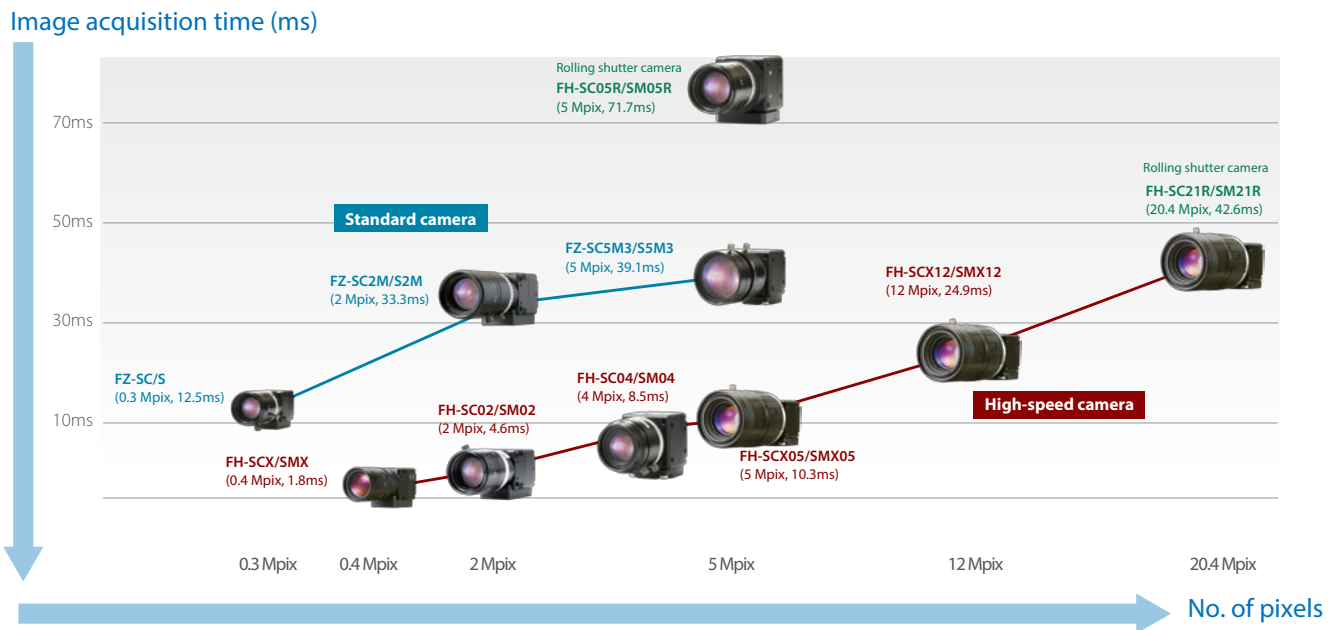 Image acquisition time (ms)
Rolling shutter camera
FH-SC05R/SM05R
(5 Mpix, 71.7ms)
70ms
Rolling shutter camera
FH-SC21R/SM21R
(20.4 Mpix, 42.6ms)
50ms
Standard camera
FZ-SC5M3/S5M3
(5 Mpix, 39.1ms)
FZ-SC2M/S2M
(2 Mpix, 33.3ms)
FH-SCX12/SMX12
(12 Mpix, 24.9ms)
30ms
FZ-SC/S
(0.3 Mpix, 12.5ms)
FH-SC04/SM04
(4 Mpix, 8.5ms)
High-speed camera
10ms
FH-SC02/SM02
(2 Mpix, 4.6ms)
FH-SCX/SMX
(0.4 Mpix, 1.8ms)
FH-SCX05/SMX05
(5 Mpix, 10.3ms)
0.3 Mpix 0.4 Mpix 2 Mpix 5 Mpix 12 Mpix 20.4 Mpix
No. of pixels